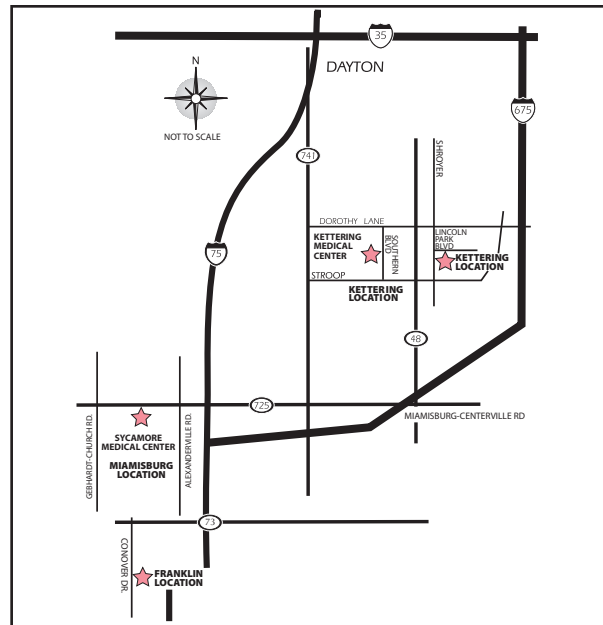 35
DAYTON
N
NOT TO SCALE
675
741
SHROYER
DOROTHY LANE
KETTERING
MEDICAL
CENTER
SOUTHERN
BLVD
LINCOLN
PARK
BLVD
KETTERING
LOCATION
75
STROOP
KETTERING
LOCATION
48
725
MIAMISBURG-CENTERVILLE RD
GEBHARDT-CHURCH RD.
SYCAMORE
MEDICAL CENTER
MIAMISBURG
LOCATION
ALEXANDERVILLE RD.
73
CONOVER DR.
FRANKLIN
LOCATION